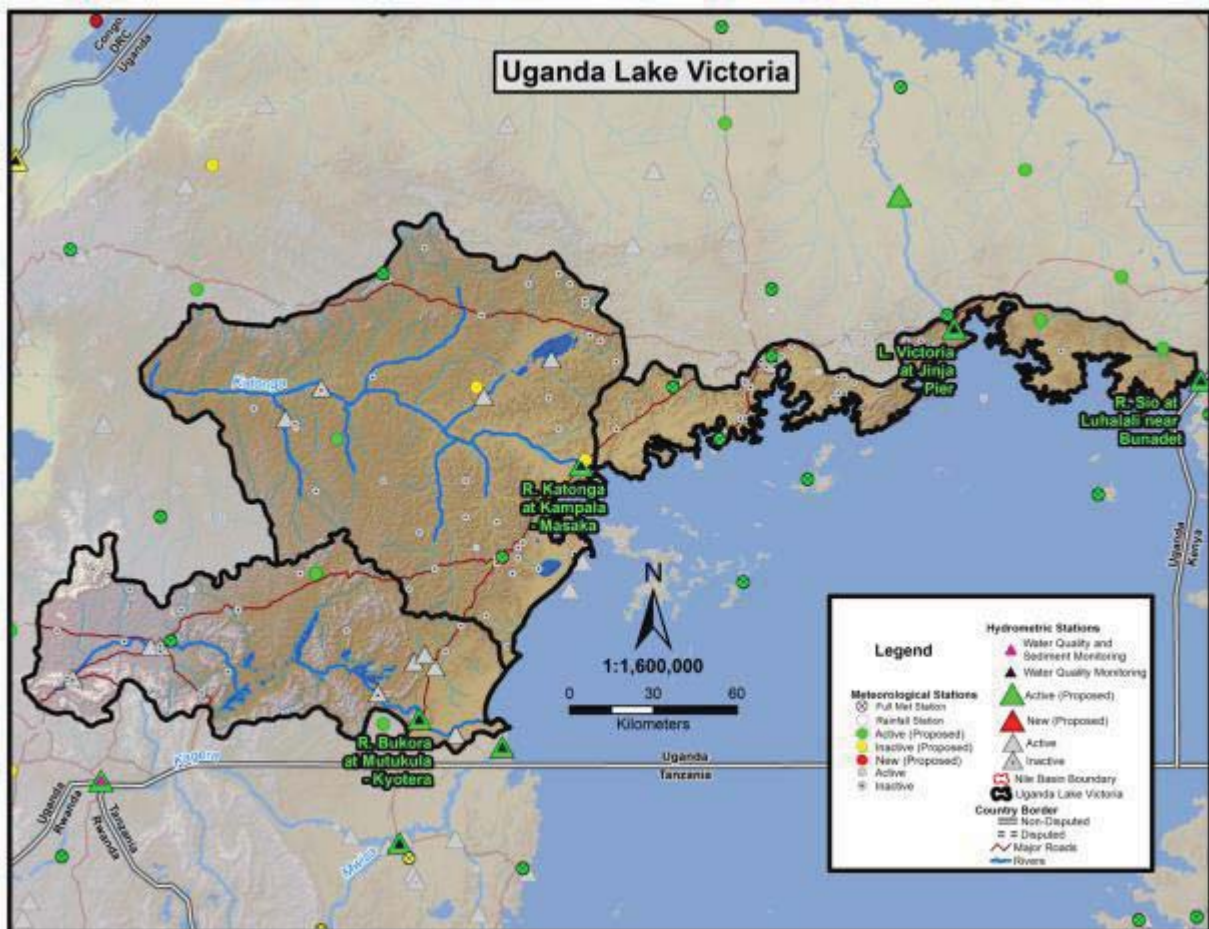 Uganda Lake Victoria
Congo,
DRC
Uganda
Katonga
L. Victoria
at Jinja
Pier
R. Sio at
Luhalali near
Bunadet
R. Katonga
at Kampala
- Masaka
Uganda
Kenya
N
1:1,600,000
0 30 60
Kilometers
R. Bukora
at Mutukula
- Kyotera
Kagera
Uganda
Tanzania
Uganda
Rwanda
Tanzania
Rwanda
Legend
Meteorological Stations
Full Met Station
Rainfall Station
Active (Proposed)
Inactive (Proposed)
New (Proposed)
Active
Inactive
Hydrometric Stations
Water Quality and
Sediment Monitoring
Water Quality Monitoring
Active (Proposed)
New (Proposed)
Active
Inactive
Nile Basin Boundary
Uganda Lake Victoria
Country Border
Non-Disputed
Disputed
Major Roads
Rivers